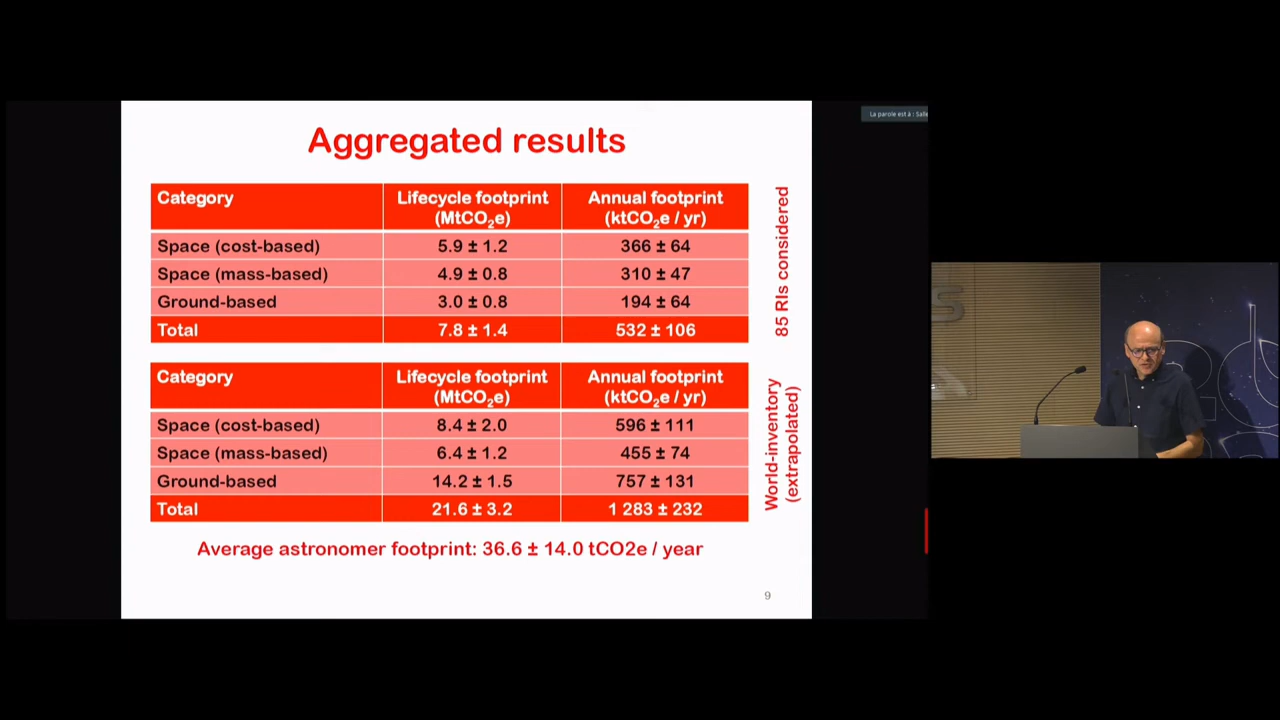 La parole est à : Salle
Aggregated results
Category Lifecycle footprint (MtCO₂e) Annual footprint (ktCO₂e / yr)
Space (cost-based) 5.9 ± 1.2 366 ± 64
Space (mass-based) 4.9 ± 0.8 310 ± 47
Ground-based 3.0 ± 0.8 194 ± 64
Total 7.8 ± 1.4 532 ± 106
85 RIs considered
Category Lifecycle footprint (MtCO₂e) Annual footprint (ktCO₂e / yr)
Space (cost-based) 8.4 ± 2.0 596 ± 111
Space (mass-based) 6.4 ± 1.2 455 ± 74
Ground-based 14.2 ± 1.5 757 ± 131
Total 21.6 ± 3.2 1 283 ± 232
World-inventory
(extrapolated)
Average astronomer footprint: 36.6 ± 14.0 tCO2e / year
9